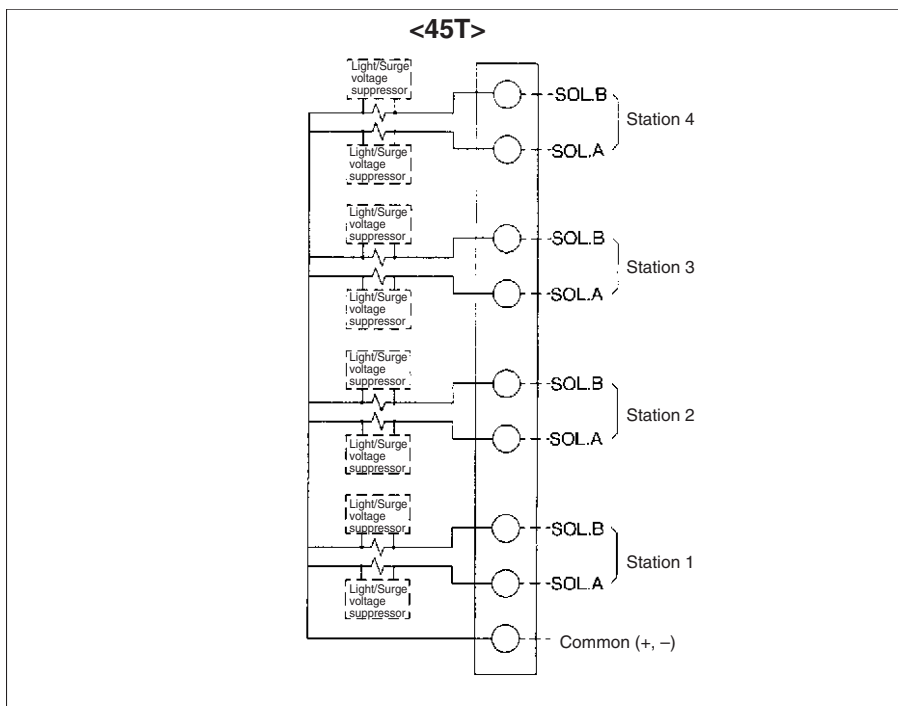 <45T>
Light/Surge
voltage
suppressor
SOL.B
Station 4
SOL.A
Light/Surge
voltage
suppressor
Light/Surge
voltage
suppressor
SOL.B
Station 3
SOL.A
Light/Surge
voltage
suppressor
Light/Surge
voltage
suppressor
SOL.B
Station 2
SOL.A
Light/Surge
voltage
suppressor
Light/Surge
voltage
suppressor
SOL.B
Station 1
SOL.A
Light/Surge
voltage
suppressor
Common (+, −)